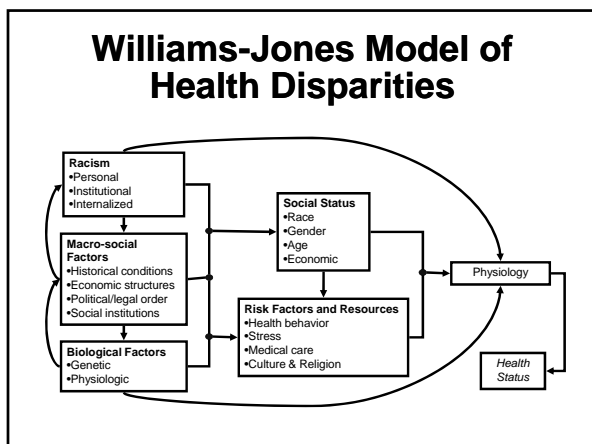 Williams-Jones Model of
Health Disparities
Racism
•Personal
•Institutional
•Internalized
Macro-social
Factors
•Historical conditions
•Economic structures
•Political/legal order
•Social institutions
Biological Factors
•Genetic
•Physiologic
Social Status
•Race
•Gender
•Age
•Economic
Risk Factors and Resources
•Health behavior
•Stress
•Medical care
•Culture & Religion
Physiology
Health
Status